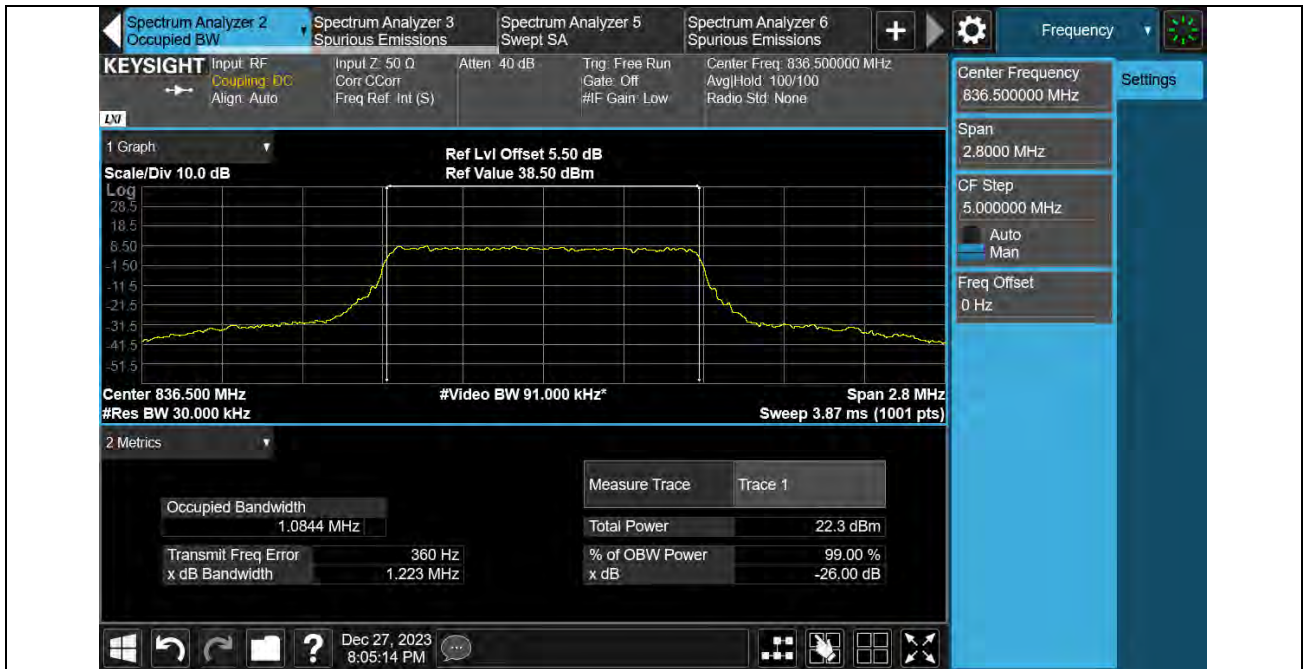 Spectrum Analyzer 2
Occupied BW
Spectrum Analyzer 3
Spurious Emissions
Spectrum Analyzer 5
Swept SA
Spectrum Analyzer 6
Spurious Emissions
+
Frequency
KEYSIGHT
Input: RF
Coupling: DC
Align: Auto
Input Z: 50 Ω
Corr CCorr
Freq Ref: Int (S)
Atten: 40 dB
Trig: Free Run
Gate: Off
#IF Gain: Low
Center Freq: 836.500000 MHz
Avg|Hold: 100/100
Radio Std: None
LXI
Center Frequency
836.500000 MHz
Settings
Span
2.8000 MHz
CF Step
5.000000 MHz
Auto
Man
Freq Offset
0 Hz
1 Graph
Scale/Div 10.0 dB
Ref Lvl Offset 5.50 dB
Ref Value 38.50 dBm
Log
28.5
18.5
8.50
-1.50
-11.5
-21.5
-31.5
-41.5
-51.5
Center 836.500 MHz
#Video BW 91.000 kHz*
Span 2.8 MHz
#Res BW 30.000 kHz
Sweep 3.87 ms (1001 pts)
2 Metrics
Measure Trace
Trace 1
Occupied Bandwidth
1.0844 MHz
Total Power
22.3 dBm
Transmit Freq Error
360 Hz
% of OBW Power
99.00 %
x dB Bandwidth
1.223 MHz
x dB
-26.00 dB
?
Dec 27, 2023
8:05:14 PM